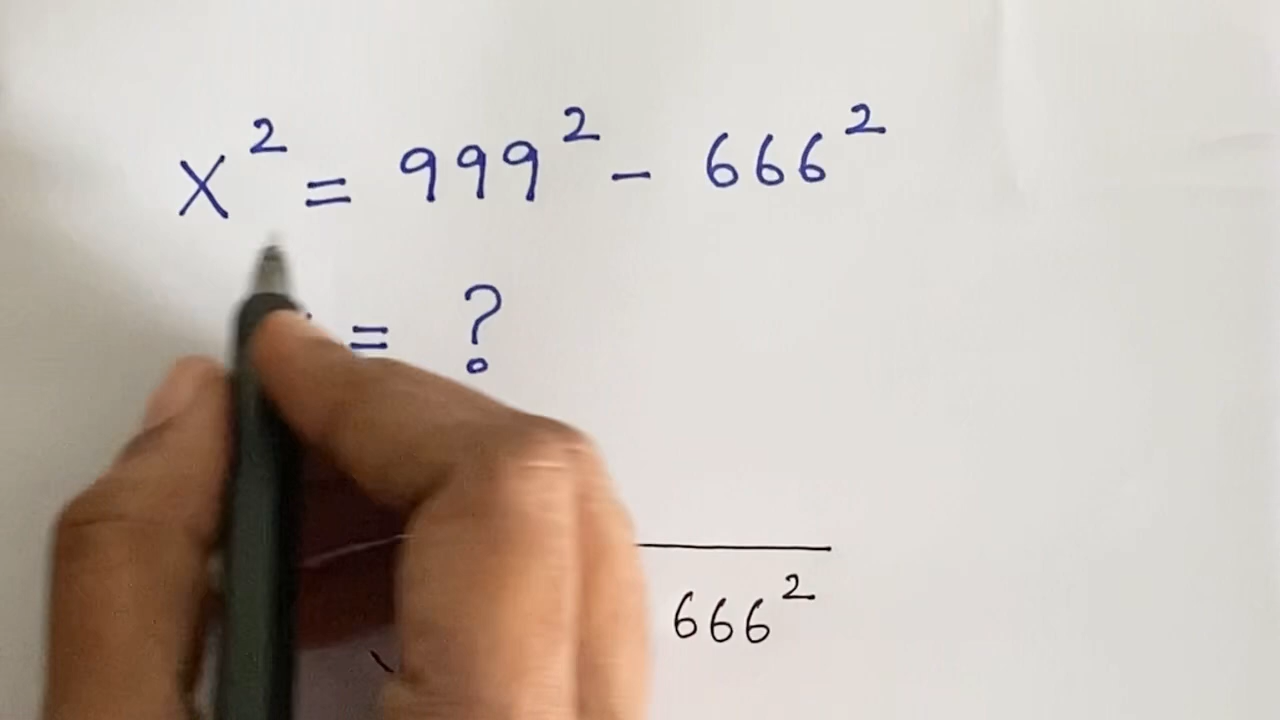 x² = 999² - 666²
= ?
666²